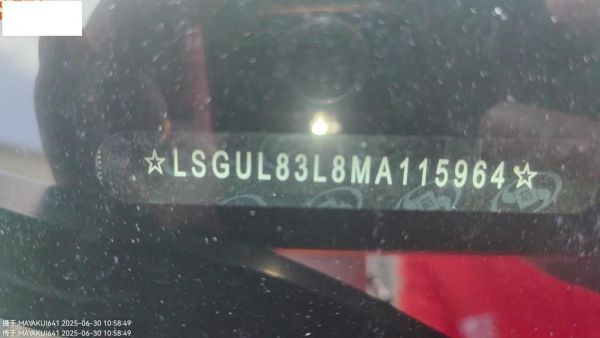 ☆LSGUL83L8MA115964☆
摄于:MAYAKUI641 2025-06-30 10:58:49
传于:MAYAKUI641 2025-06-30 10:58:49